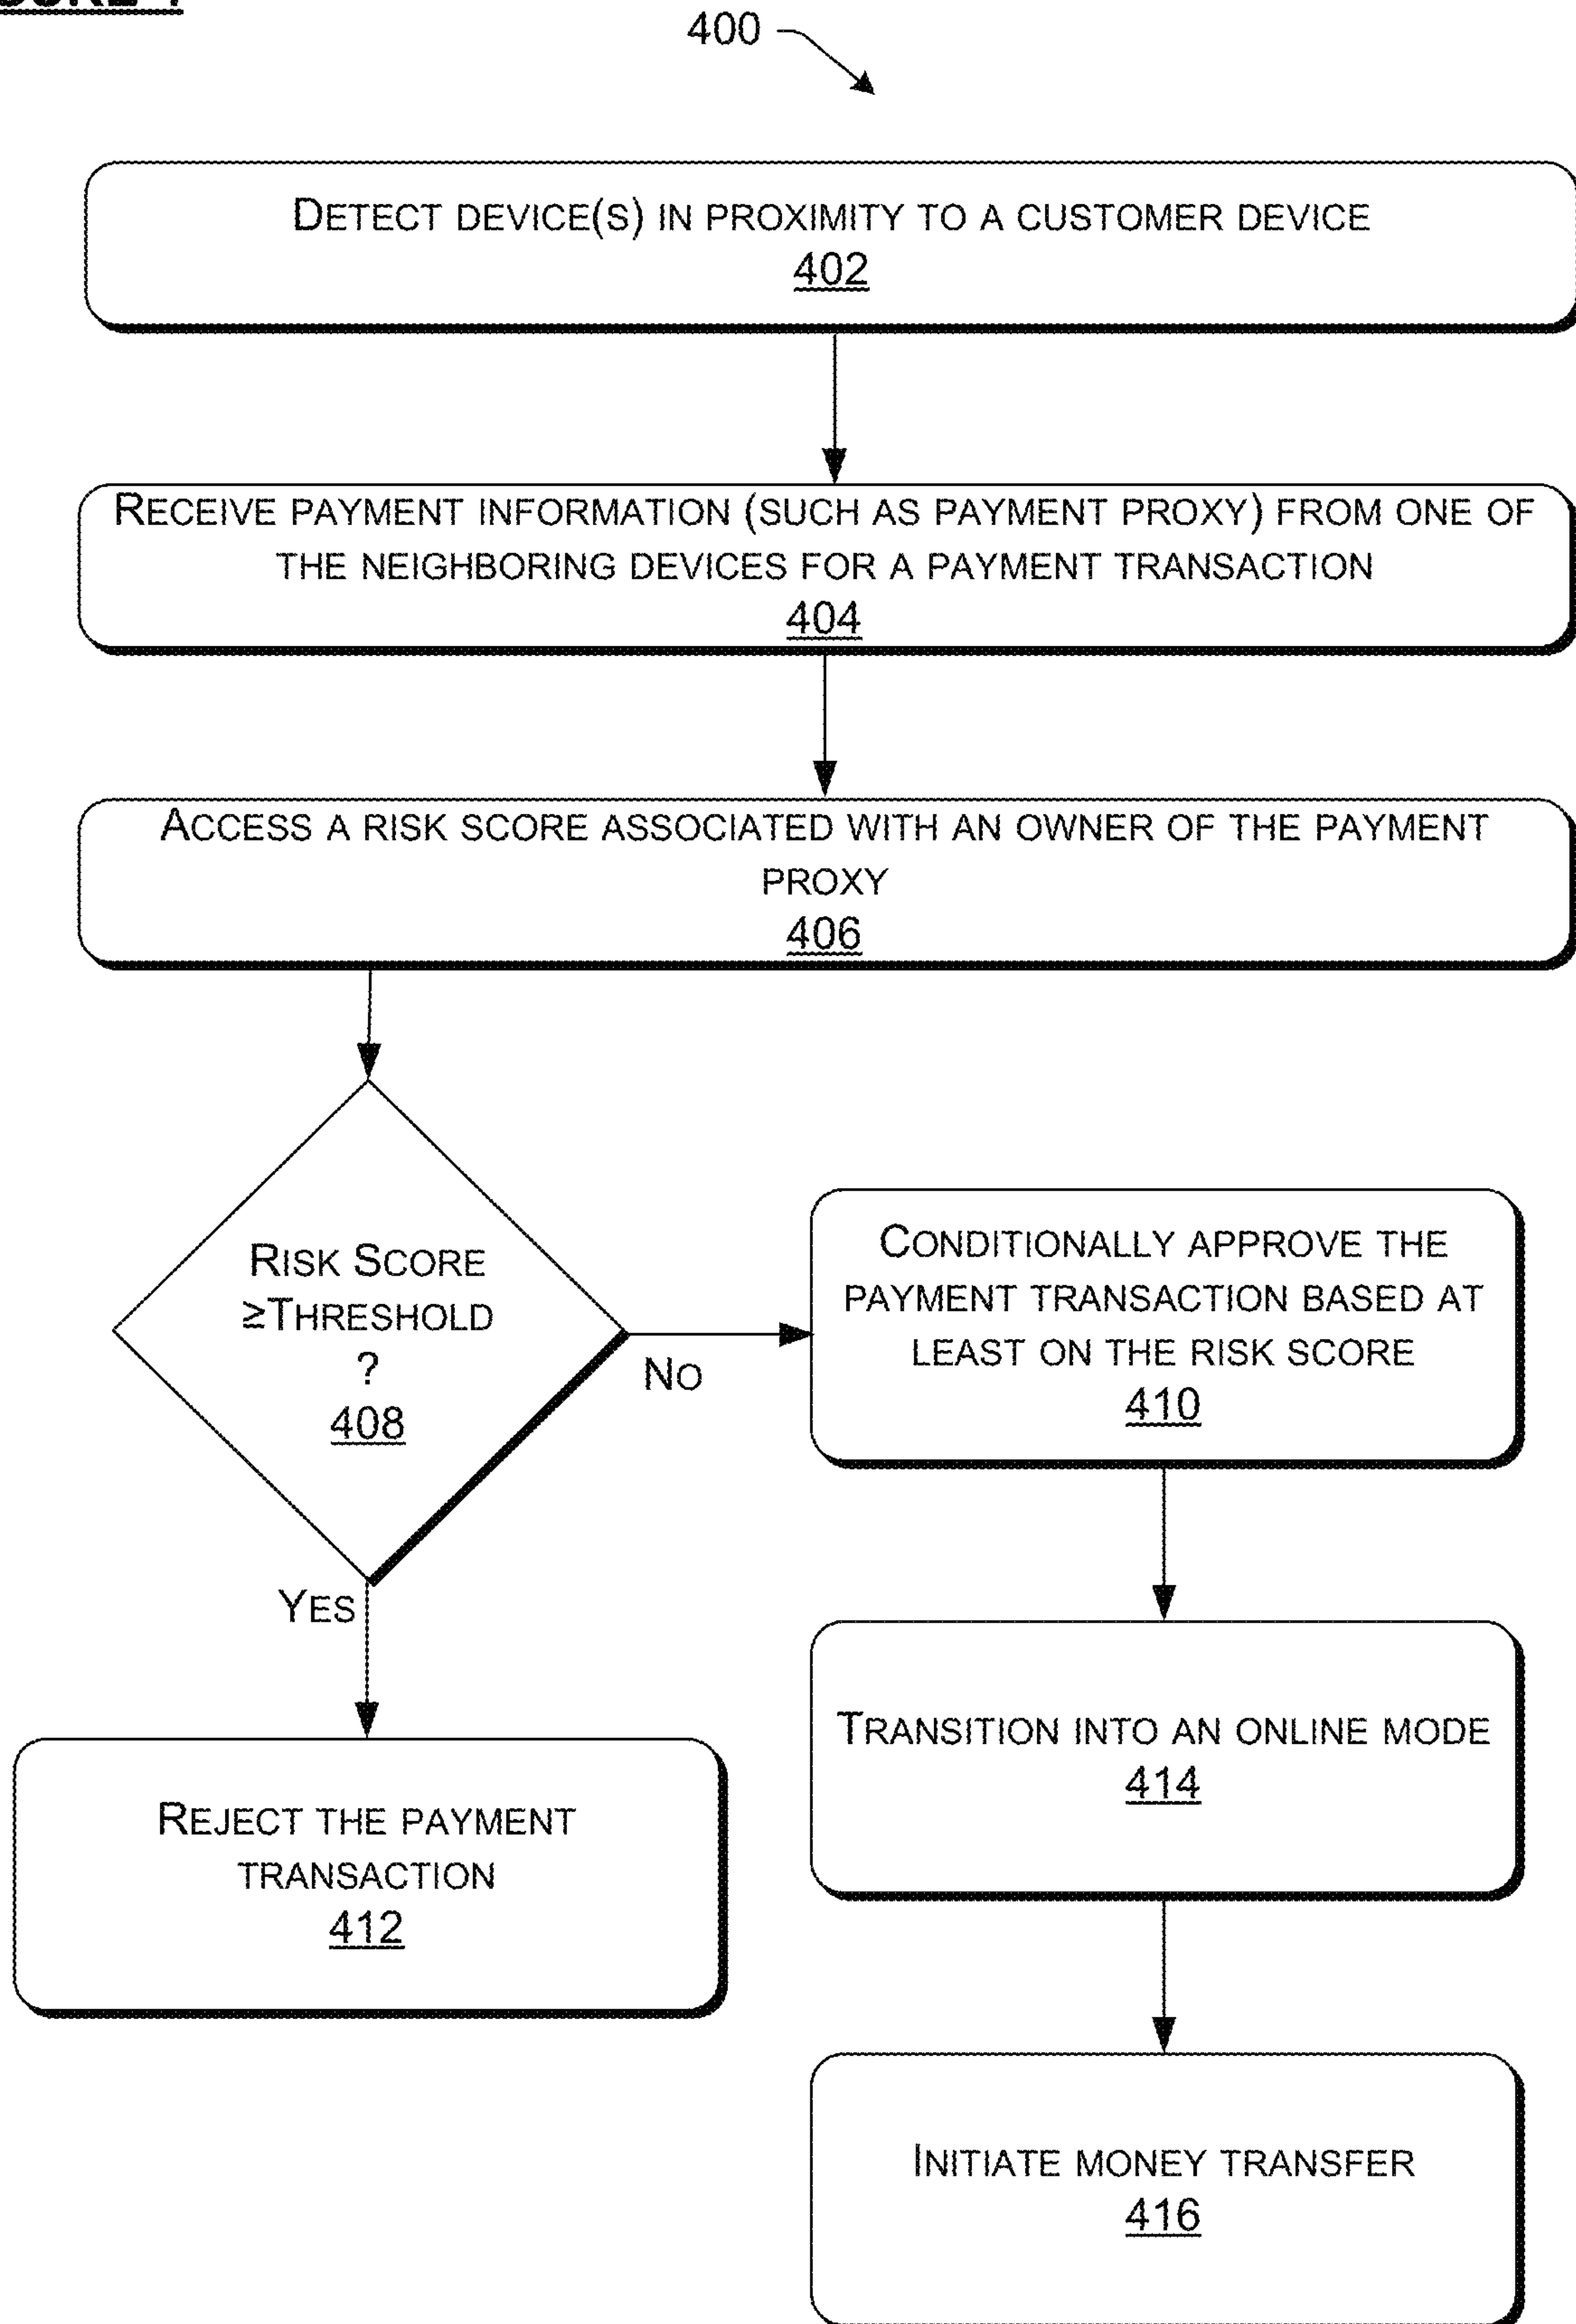 400
DETECT DEVICE(S) IN PROXIMITY TO A CUSTOMER DEVICE
402
RECEIVE PAYMENT INFORMATION (SUCH AS PAYMENT PROXY) FROM ONE OF
THE NEIGHBORING DEVICES FOR A PAYMENT TRANSACTION
404
ACCESS A RISK SCORE ASSOCIATED WITH AN OWNER OF THE PAYMENT
PROXY
406
RISK SCORE
≥THRESHOLD
?
408
NO
CONDITIONALLY APPROVE THE
PAYMENT TRANSACTION BASED AT
LEAST ON THE RISK SCORE
410
YES
TRANSITION INTO AN ONLINE MODE
414
REJECT THE PAYMENT
TRANSACTION
412
INITIATE MONEY TRANSFER
416